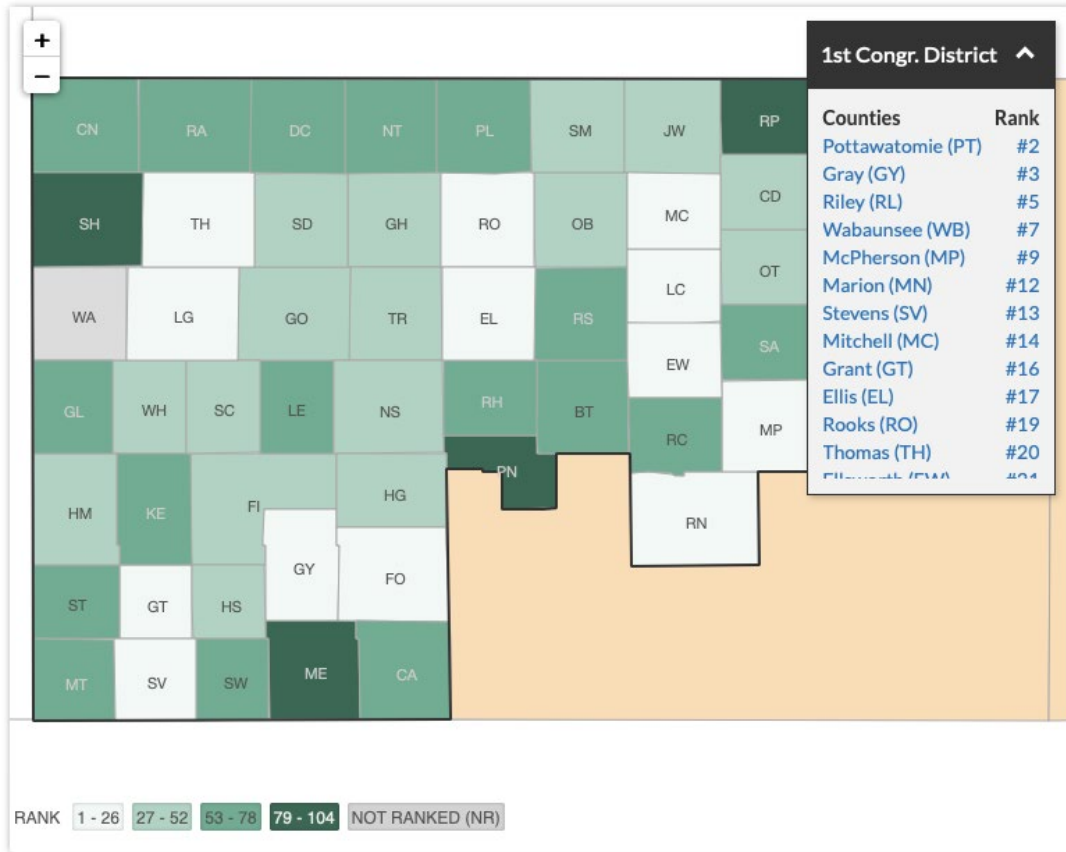 +
−
1st Congr. District
Counties Rank
Pottawatomie (PT) #2
Gray (GY) #3
Riley (RL) #5
Wabaunsee (WB) #7
McPherson (MP) #9
Marion (MN) #12
Stevens (SV) #13
Mitchell (MC) #14
Grant (GT) #16
Ellis (EL) #17
Rooks (RO) #19
Thomas (TH) #20
Ellsworth (EW) #21
CN RA DC NT PL SM JW RP
SH TH SD GH RO OB MC CD
WA LG GO TR EL RS LC OT
GL WH SC LE NS RH BT EW SA
RC MP
PN
HM KE FI HG RN
GY FO
ST GT HS
MT SV SW ME CA
RANK 1 - 26 27 - 52 53 - 78 79 - 104 NOT RANKED (NR)